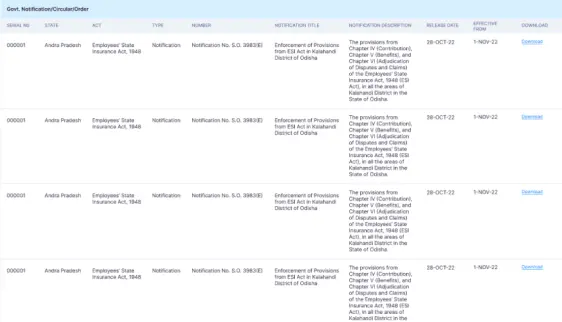 Govt. Notification/Circular/Order
SERIAL NO STATE ACT TYPE NUMBER NOTIFICATION TITLE NOTIFICATION DESCRIPTION RELEASE DATE EFFECTIVE FROM DOWNLOAD
000001 Andra Pradesh Employees' State Notification Notification No. S.O. 3983(E) Enforcement of Provisions The provisions from 28-OCT-22 1-NOV-22 Download
Insurance Act, 1948 from ESI Act in Kalahandi Chapter IV (Contribution),
District of Odisha Chapter V (Benefits), and
Chapter VI (Adjudication
of Disputes and Claims)
of the Employees' State
Insurance Act, 1948 (ESI
Act), in all the areas of
Kalahandi District in the
State of Odisha.
000001 Andra Pradesh Employees' State Notification Notification No. S.O. 3983(E) Enforcement of Provisions The provisions from 28-OCT-22 1-NOV-22 Download
Insurance Act, 1948 from ESI Act in Kalahandi Chapter IV (Contribution),
District of Odisha Chapter V (Benefits), and
Chapter VI (Adjudication
of Disputes and Claims)
of the Employees' State
Insurance Act, 1948 (ESI
Act), in all the areas of
Kalahandi District in the
State of Odisha.
000001 Andra Pradesh Employees' State Notification Notification No. S.O. 3983(E) Enforcement of Provisions The provisions from 28-OCT-22 1-NOV-22 Download
Insurance Act, 1948 from ESI Act in Kalahandi Chapter IV (Contribution),
District of Odisha Chapter V (Benefits), and
Chapter VI (Adjudication
of Disputes and Claims)
of the Employees' State
Insurance Act, 1948 (ESI
Act), in all the areas of
Kalahandi District in the
State of Odisha.
000001 Andra Pradesh Employees' State Notification Notification No. S.O. 3983(E) Enforcement of Provisions The provisions from 28-OCT-22 1-NOV-22 Download
Insurance Act, 1948 from ESI Act in Kalahandi Chapter IV (Contribution),
District of Odisha Chapter V (Benefits), and
Chapter VI (Adjudication
of Disputes and Claims)
of the Employees' State
Insurance Act, 1948 (ESI
Act), in all the areas of
Kalahandi District in the